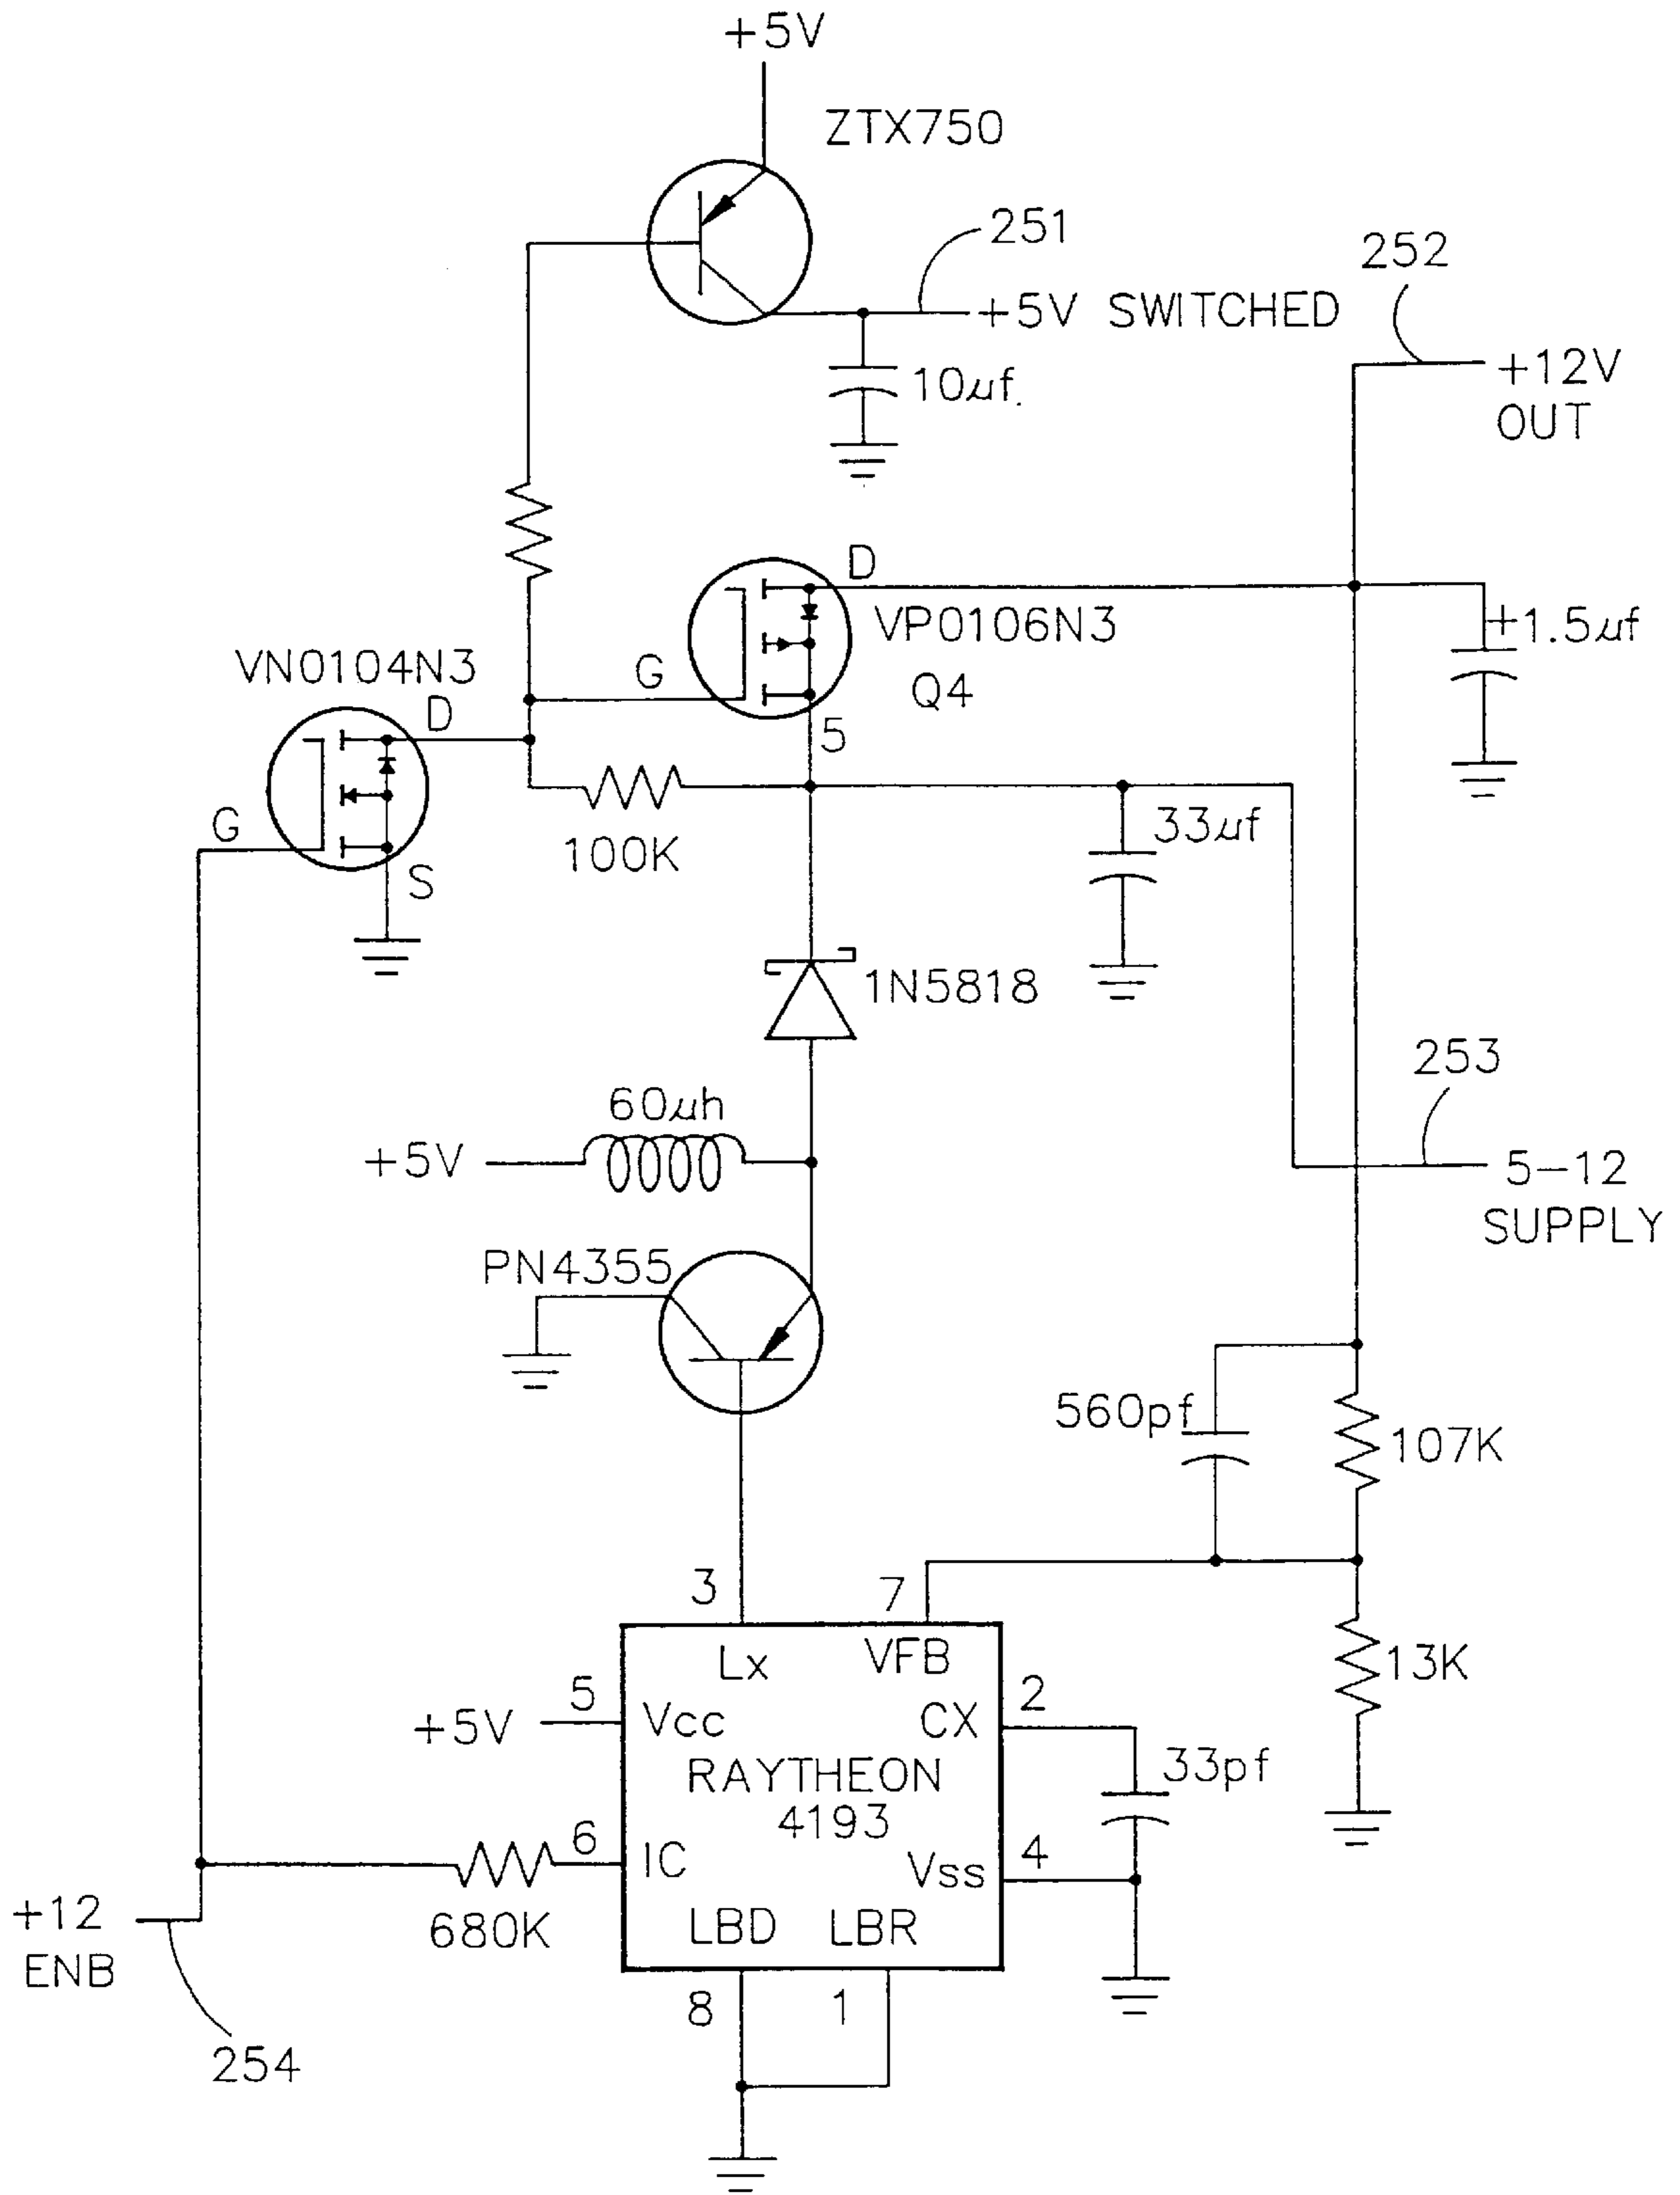 +5V
ZTX750
251
+5V SWITCHED
252
+12V
OUT
10µf.
D
VP0106N3
Q4
G
5
+1.5µf
VN0104N3
D
G
S
100K
33µf
1N5818
253
60µh
+5V
5-12
SUPPLY
PN4355
560pf
107K
3
7
Lx
VFB
13K
5
+5V
Vcc
CX
2
RAYTHEON
4193
33pf
6
IC
Vss
4
680K
+12
ENB
LBD
LBR
8
1
254